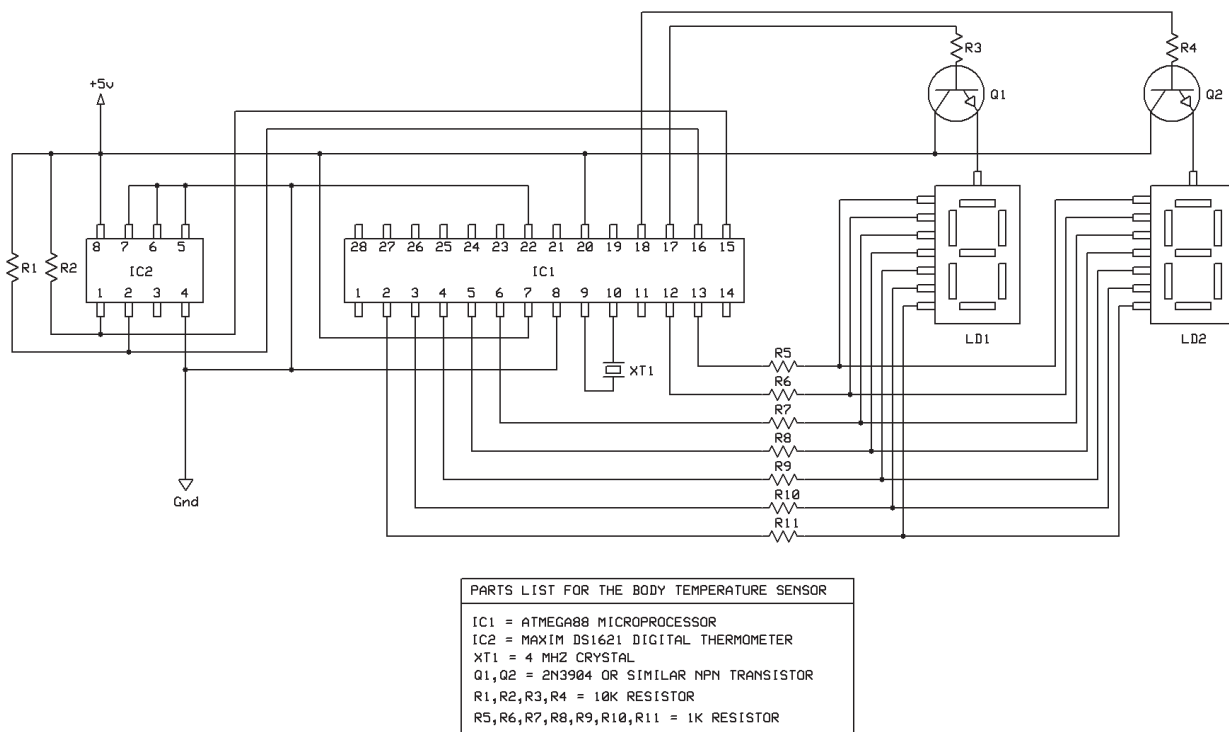 R3
R4
+5v
Q1
Q2
8 7 6 5
28 27 26 25 24 23 22 21 20 19 18 17 16 15
R1
R2
IC2
IC1
1 2 3 4
1 2 3 4 5 6 7 8 9 10 11 12 13 14
LD1
LD2
R5
XT1
R6
R7
R8
R9
R10
Gnd
R11
PARTS LIST FOR THE BODY TEMPERATURE SENSOR
IC1 = ATMEGA88 MICROPROCESSOR
IC2 = MAXIM DS1621 DIGITAL THERMOMETER
XT1 = 4 MHZ CRYSTAL
Q1,Q2 = 2N3904 OR SIMILAR NPN TRANSISTOR
R1,R2,R3,R4 = 10K RESISTOR
R5,R6,R7,R8,R9,R10,R11 = 1K RESISTOR